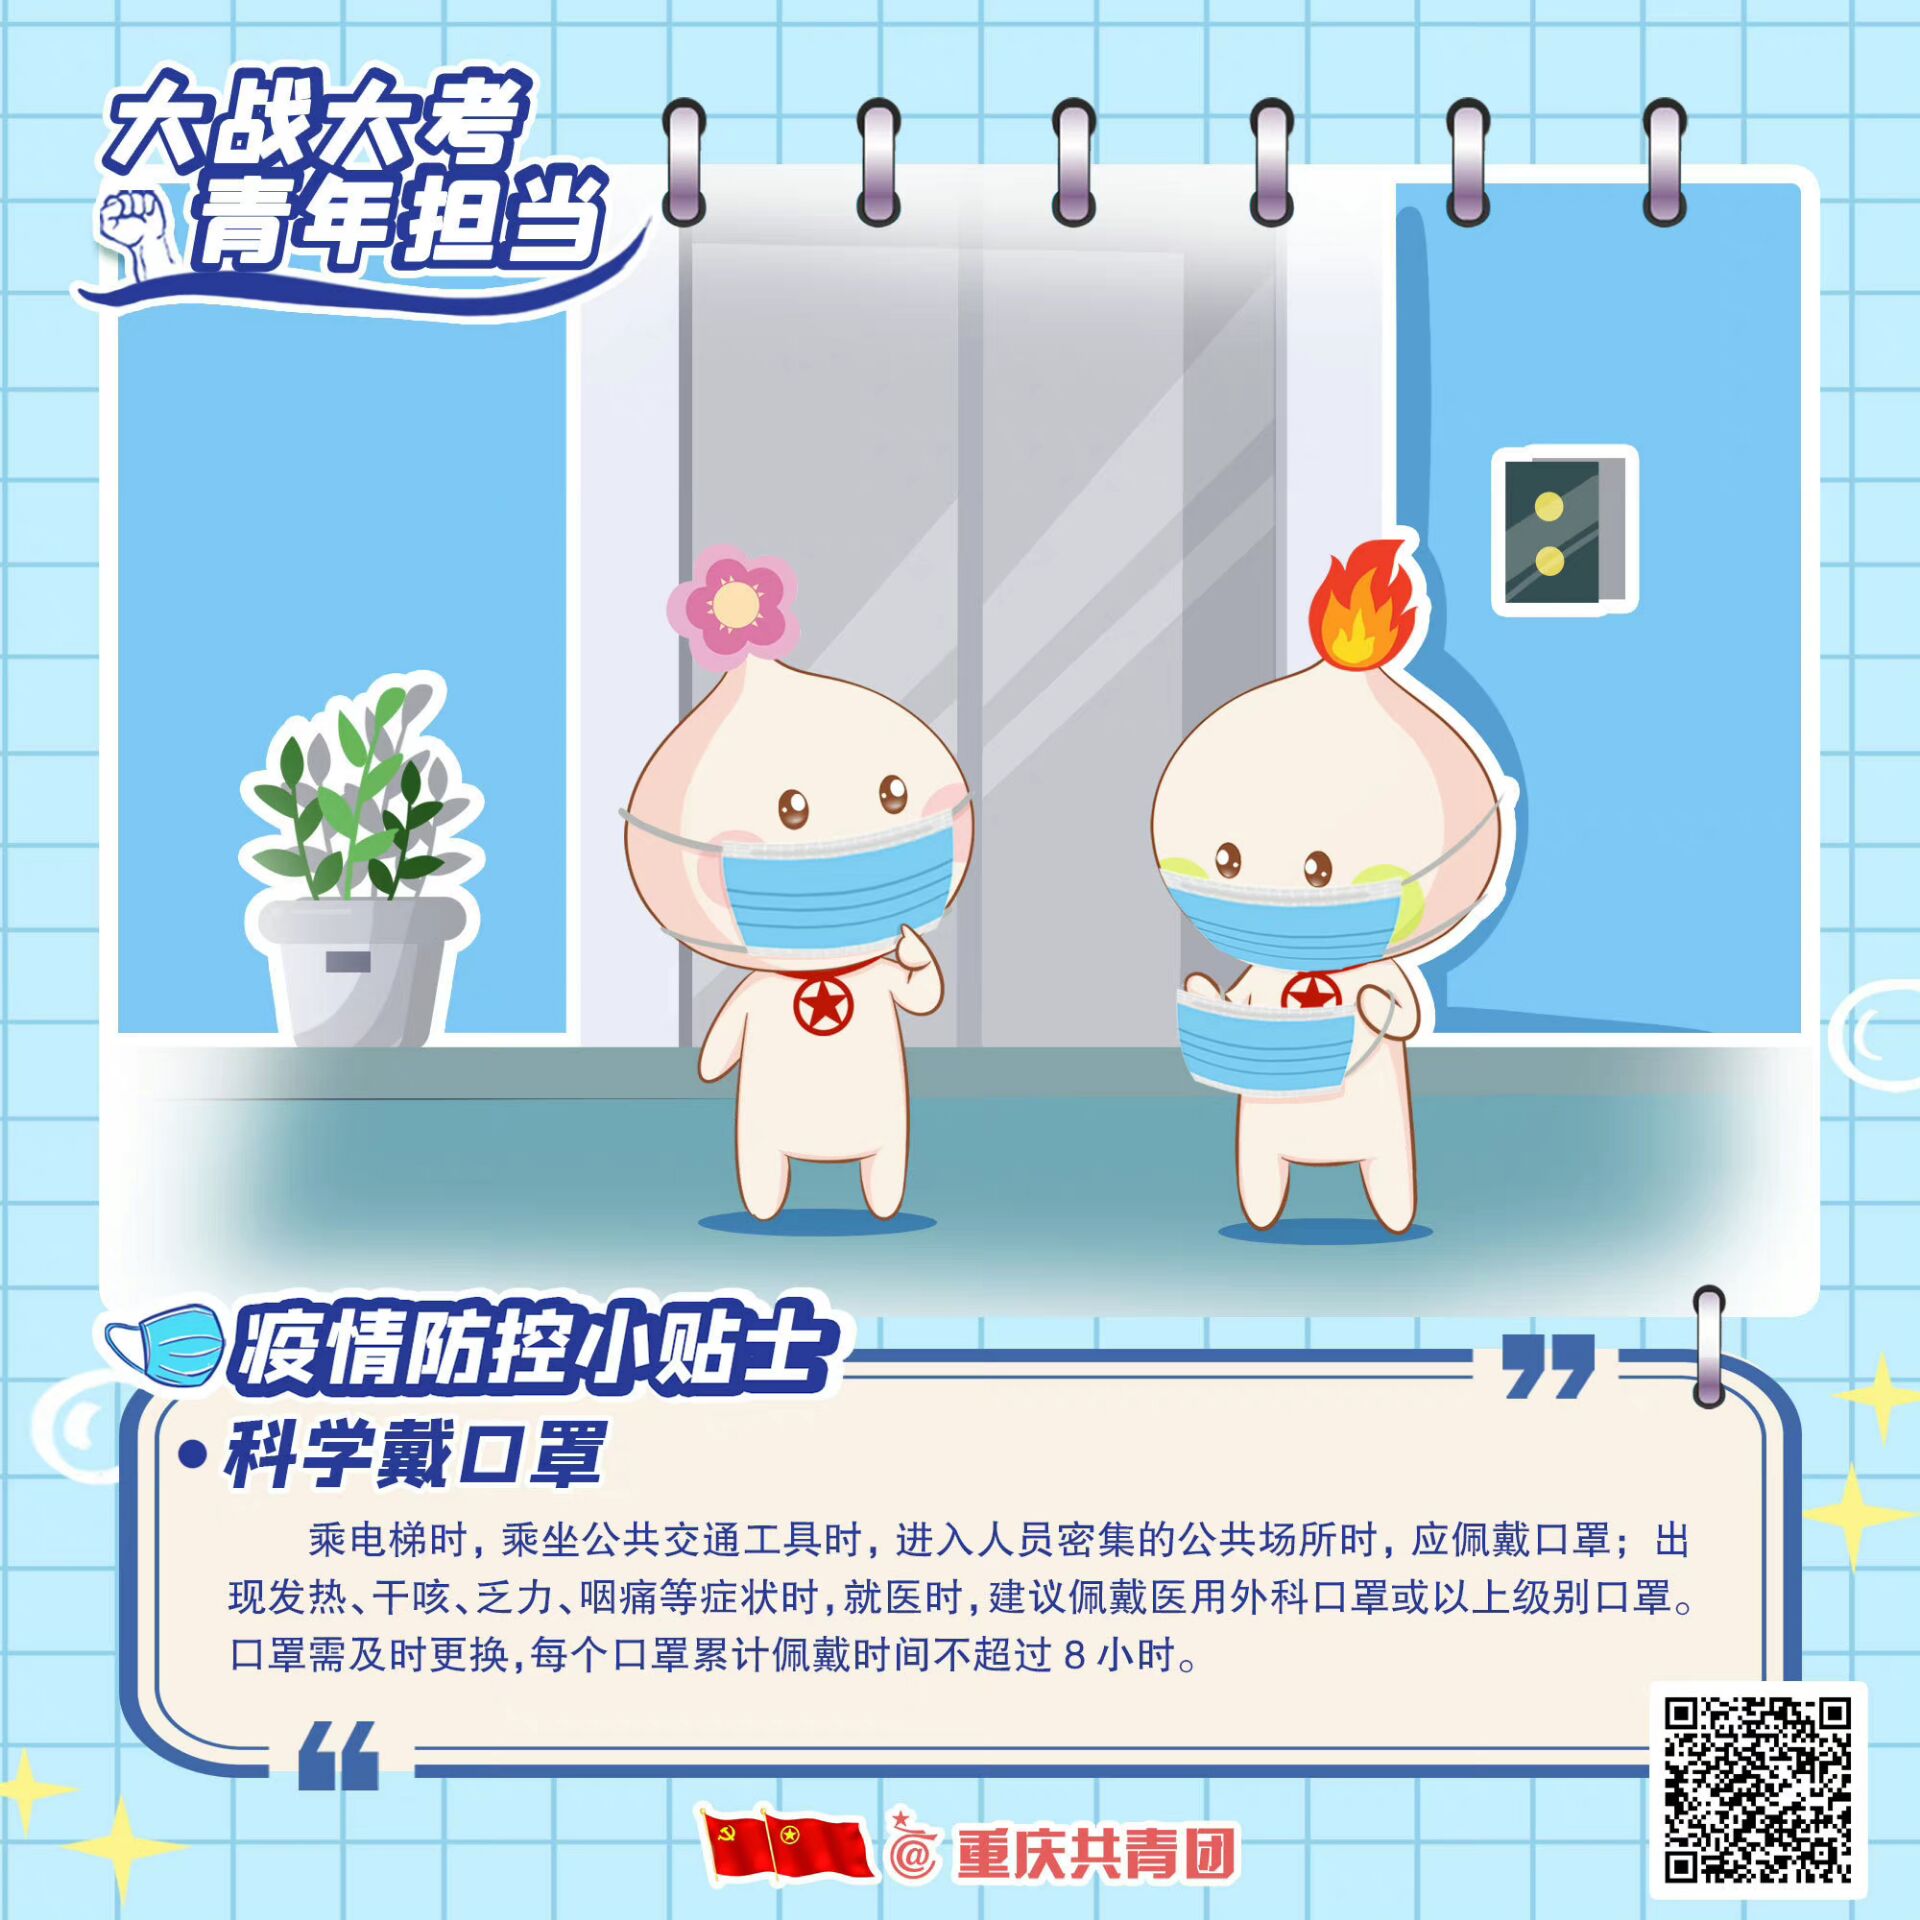 大战大考
青年担当
疫情防控小贴士
科学戴口罩
乘电梯时，乘坐公共交通工具时，进入人员密集的公共场所时，应佩戴口罩；出
现发热、干咳、乏力、咽痛等症状时，就医时，建议佩戴医用外科口罩或以上级别口罩。
口罩需及时更换，每个口罩累计佩戴时间不超过8小时。
@重庆共青团